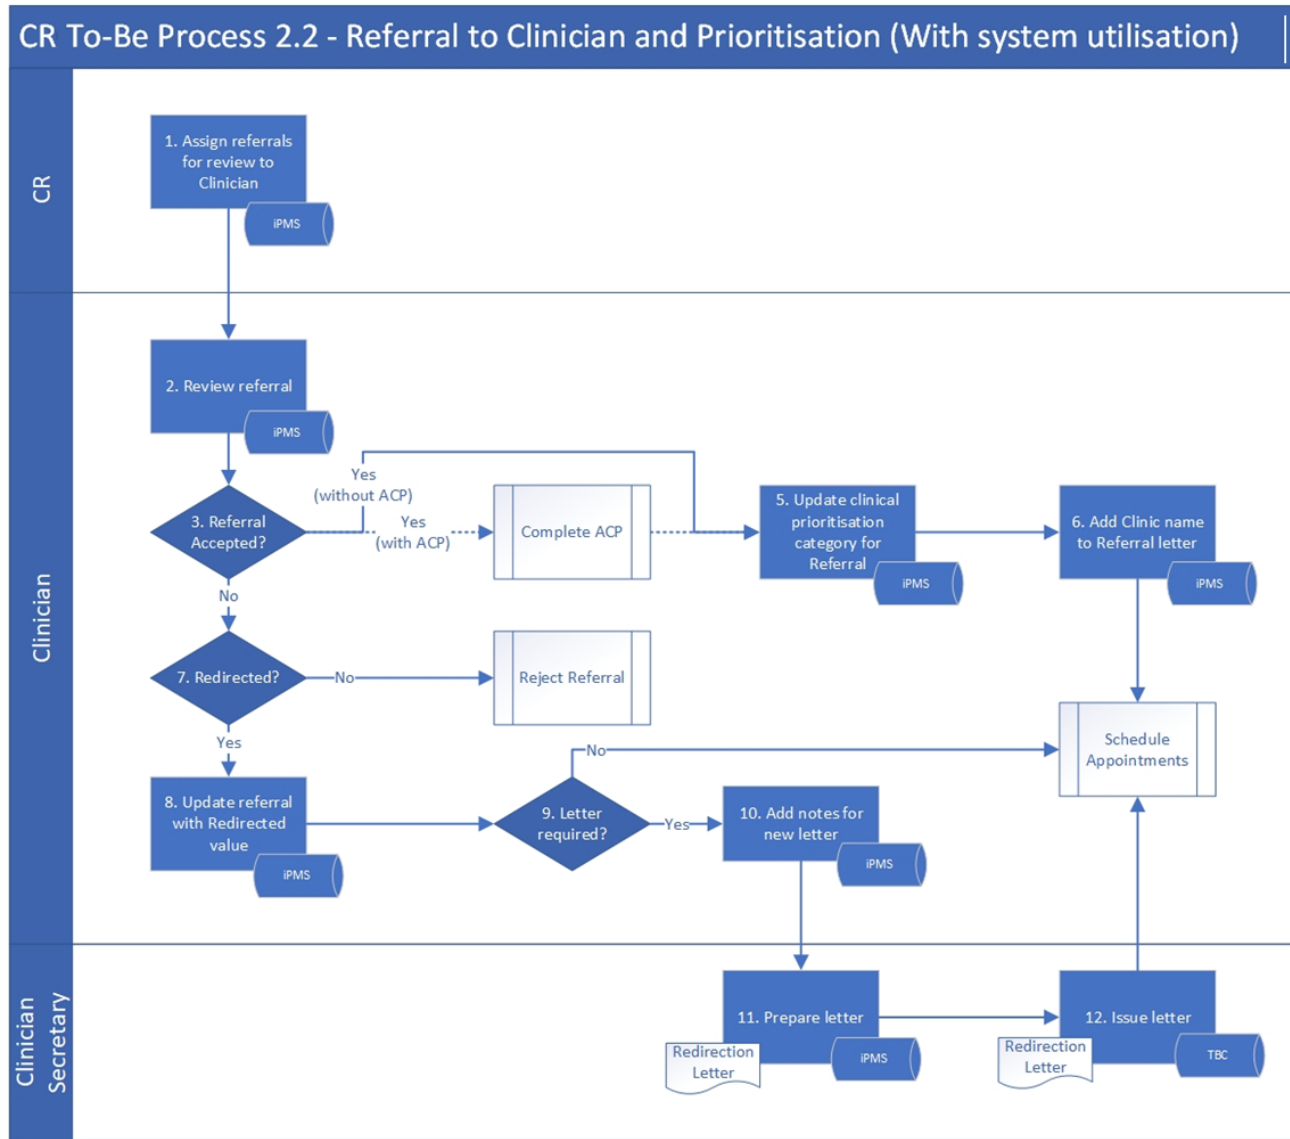 CR To-Be Process 2.2 - Referral to Clinician and Prioritisation (With system utilisation)
CR
1. Assign referrals
for review to
Clinician
iPMS
Clinician
2. Review referral
iPMS
Yes
(without ACP)
3. Referral
Accepted?
Yes
(with ACP)
Complete ACP
5. Update clinical
prioritisation
category for
Referral
iPMS
6. Add Clinic name
to Referral letter
iPMS
No
7. Redirected?
No
Reject Referral
Yes
Schedule
Appointments
8. Update referral
with Redirected
value
iPMS
No
9. Letter
required?
Yes
10. Add notes for
new letter
iPMS
Clinician
Secretary
11. Prepare letter
Redirection
Letter
iPMS
12. Issue letter
Redirection
Letter
TBC